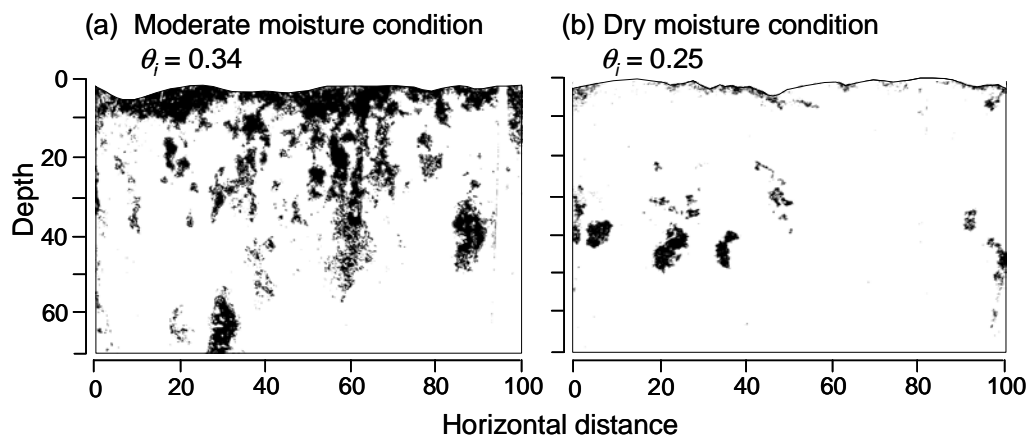 (a) Moderate moisture condition
θi = 0.34
(b) Dry moisture condition
θi = 0.25
Depth
0
20
40
60
0 20 40 60 80 100
0 20 40 60 80 100
Horizontal distance